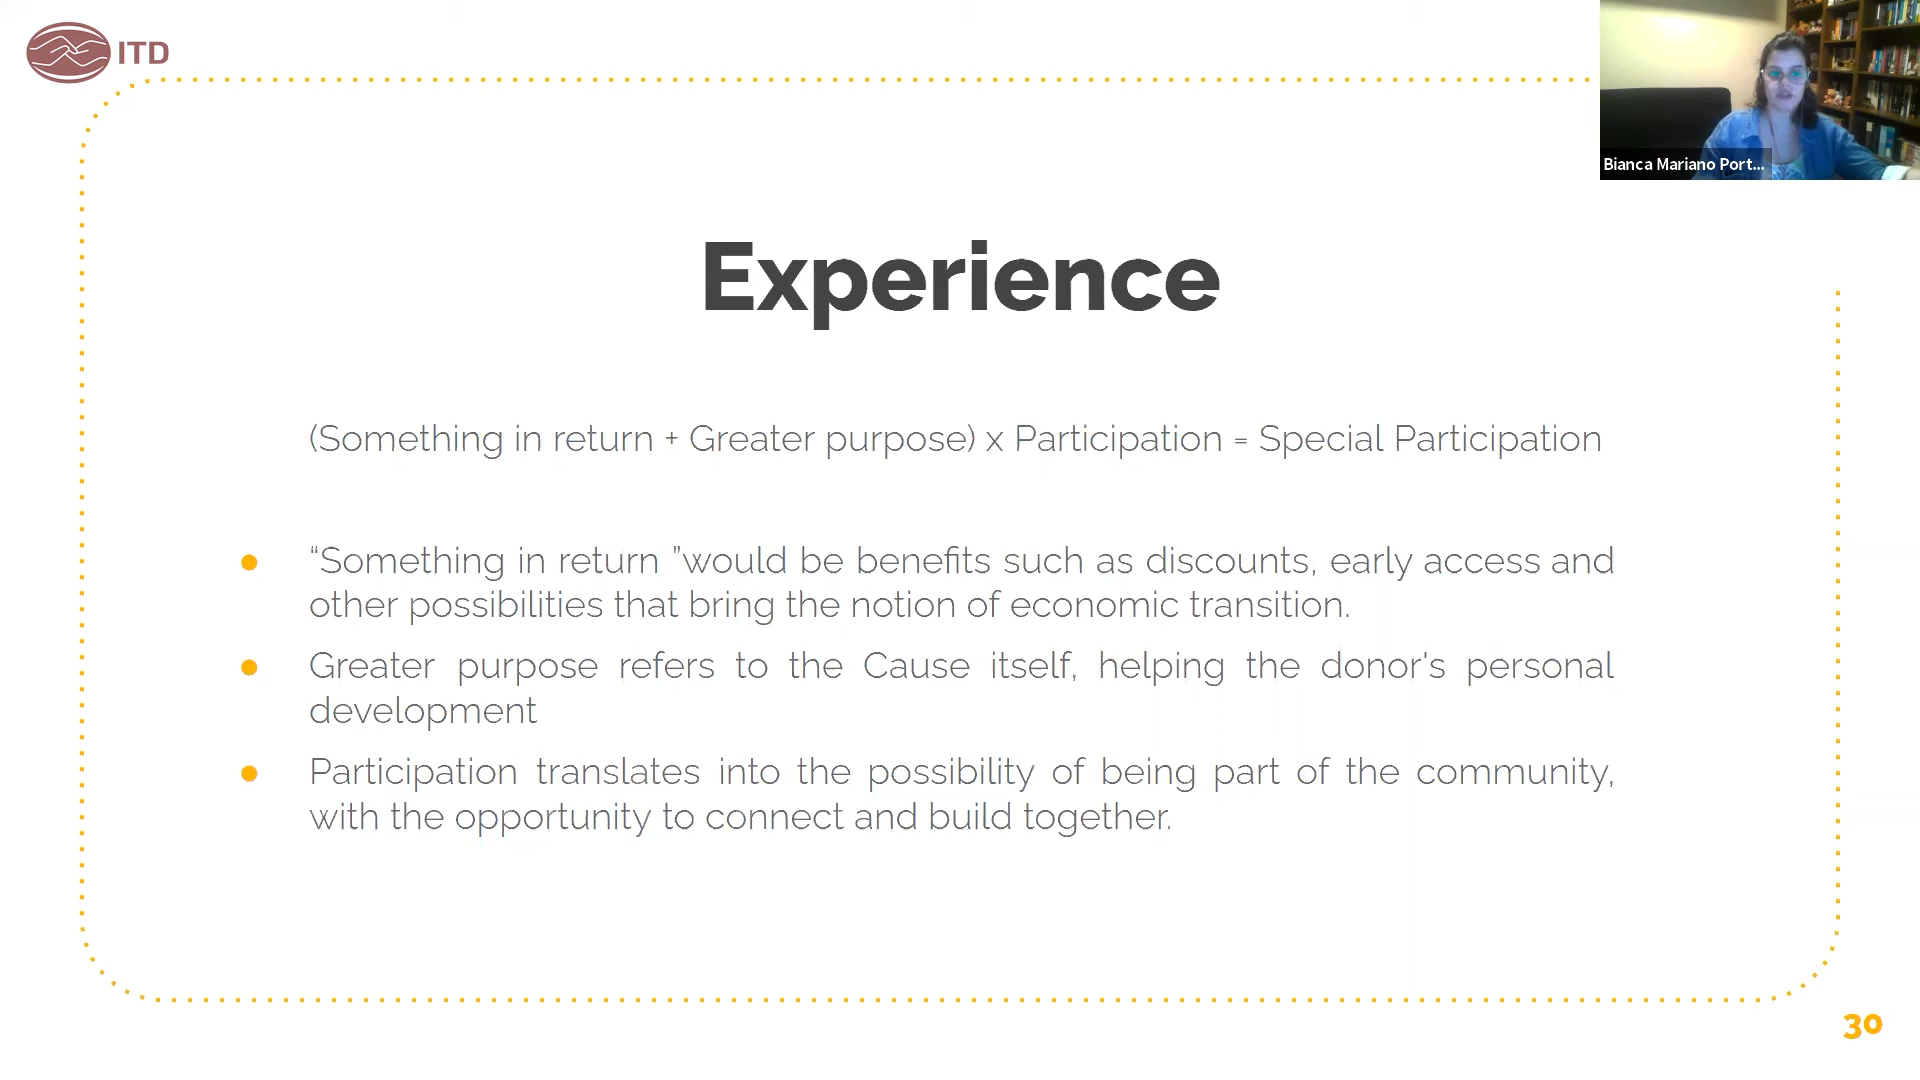 ITD
Bianca Mariano Port...
Experience
(Something in return + Greater purpose) x Participation = Special Participation
“Something in return ”would be benefits such as discounts, early access and
other possibilities that bring the notion of economic transition.
Greater purpose refers to the Cause itself, helping the donor's personal
development
Participation translates into the possibility of being part of the community,
with the opportunity to connect and build together.
30